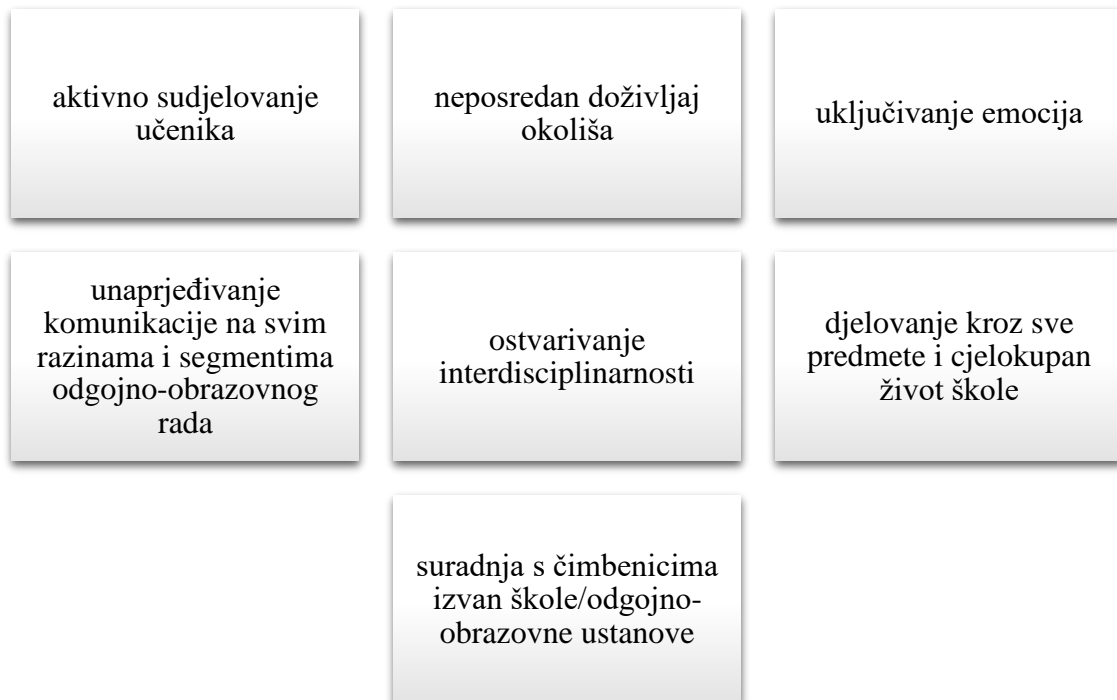 aktivno sudjelovanje
učenika
neposredan doživljaj
okoliša
uključivanje emocija
unaprjeđivanje
komunikacije na svim
razinama i segmentima
odgojno-obrazovnog
rada
ostvarivanje
interdisciplinarnosti
djelovanje kroz sve
predmete i cjelokupan
život škole
suradnja s čimbenicima
izvan škole/odgojno-
obrazovne ustanove